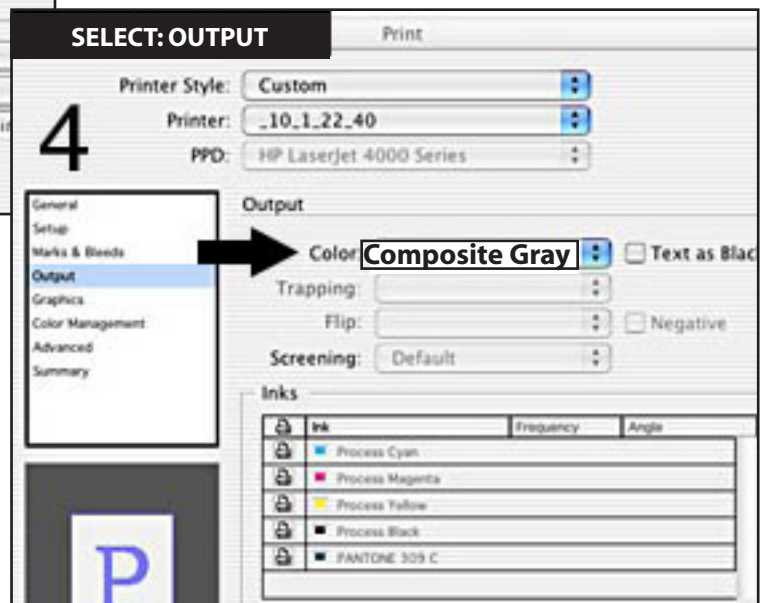 SELECT: OUTPUT
Print
4
Printer Style: Custom
Printer: _10_1_22_40
PPD: HP LaserJet 4000 Series
General
Setup
Marks & Bleeds
Output
Graphics
Color Management
Advanced
Summary
Output
Color: Composite Gray Text as Blac
Trapping:
Flip: Negative
Screening: Default
Inks
Ink Frequency Angle
Process Cyan
Process Magenta
Process Yellow
Process Black
PANTONE 309 C
P